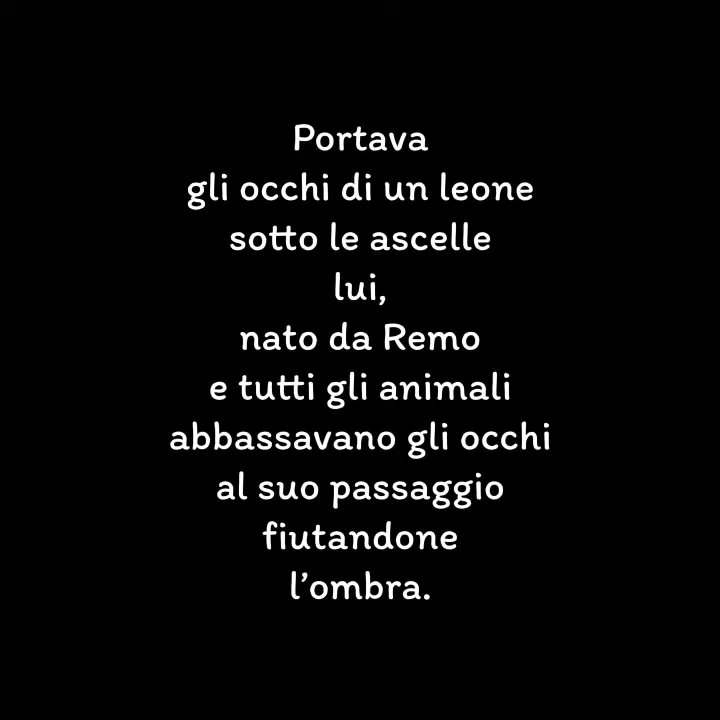 Portava
gli occhi di un leone
sotto le ascelle
lui,
nato da Remo
e tutti gli animali
abbassavano gli occhi
al suo passaggio
fiutandone
l’ombra.